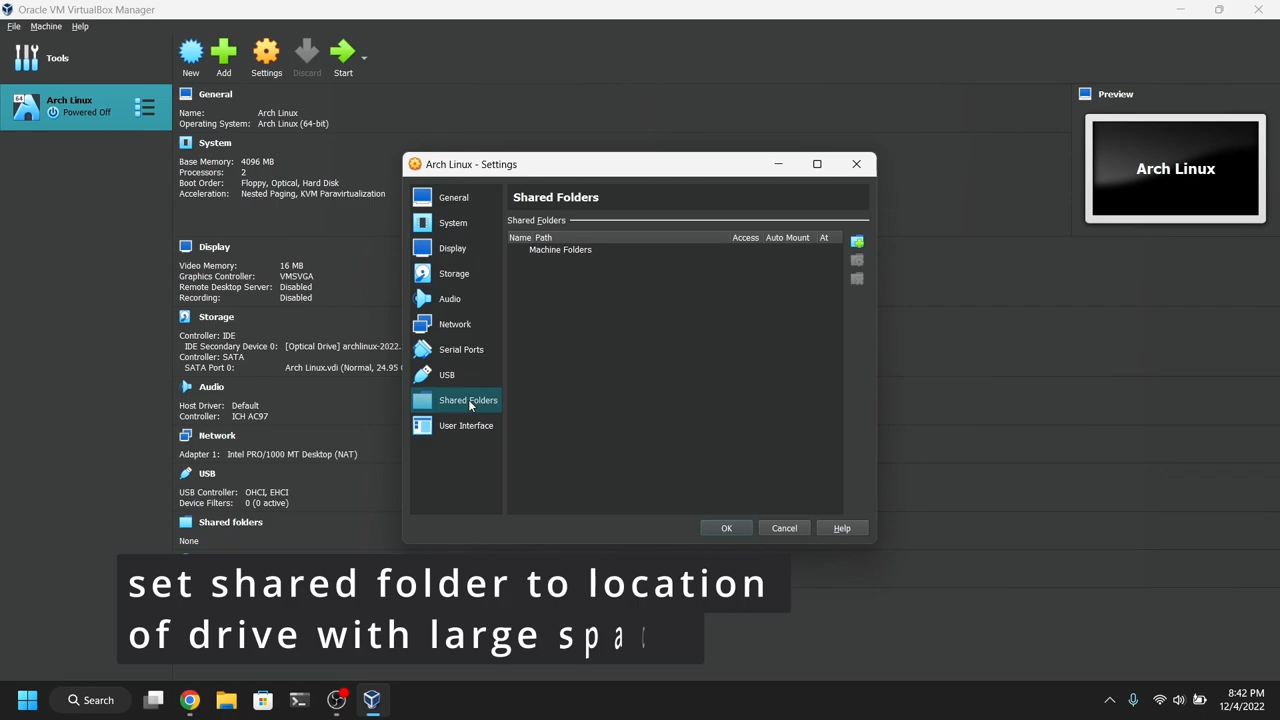 Oracle VM VirtualBox Manager
File Machine Help
Tools
New Add Settings Discard Start
Arch Linux
Powered Off
General
Name: Arch Linux
Operating System: Arch Linux (64-bit)
System
Base Memory: 4096 MB
Processors: 2
Boot Order: Floppy, Optical, Hard Disk
Acceleration: Nested Paging, KVM Paravirtualization
Display
Video Memory: 16 MB
Graphics Controller: VMSVGA
Remote Desktop Server: Disabled
Recording: Disabled
Storage
Controller: IDE
IDE Secondary Device 0: [Optical Drive] archlinux-2022.
Controller: SATA
SATA Port 0: Arch Linux.vdi (Normal, 24.95
Audio
Host Driver: Default
Controller: ICH AC97
Network
Adapter 1: Intel PRO/1000 MT Desktop (NAT)
USB
USB Controller: OHCI, EHCI
Device Filters: 0 (0 active)
Shared folders
None
Preview
Arch Linux
Arch Linux - Settings
General
System
Display
Storage
Audio
Network
Serial Ports
USB
Shared Folders
User Interface
Shared Folders
Shared Folders
Name Path Access Auto Mount At
Machine Folders
OK Cancel Help
set shared folder to location
of drive with large spa
Search
8:42 PM
12/4/2022